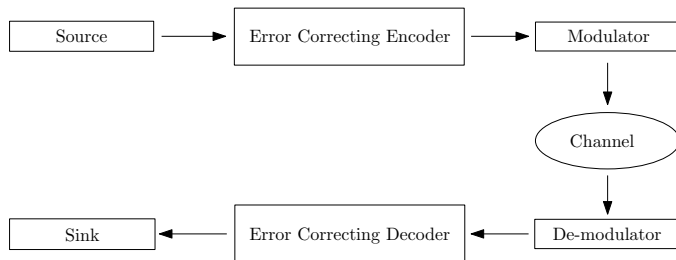 Source
Error Correcting Encoder
Modulator
Channel
De-modulator
Error Correcting Decoder
Sink